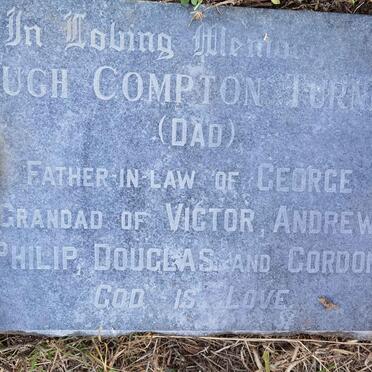 In Loving Memory
UGH COMPTON TURN
(DAD)
FATHER-IN-LAW OF GEORGE
GRANDAD OF VICTOR, ANDREW
PHILIP, DOUGLAS AND GORDON
GOD IS LOVE